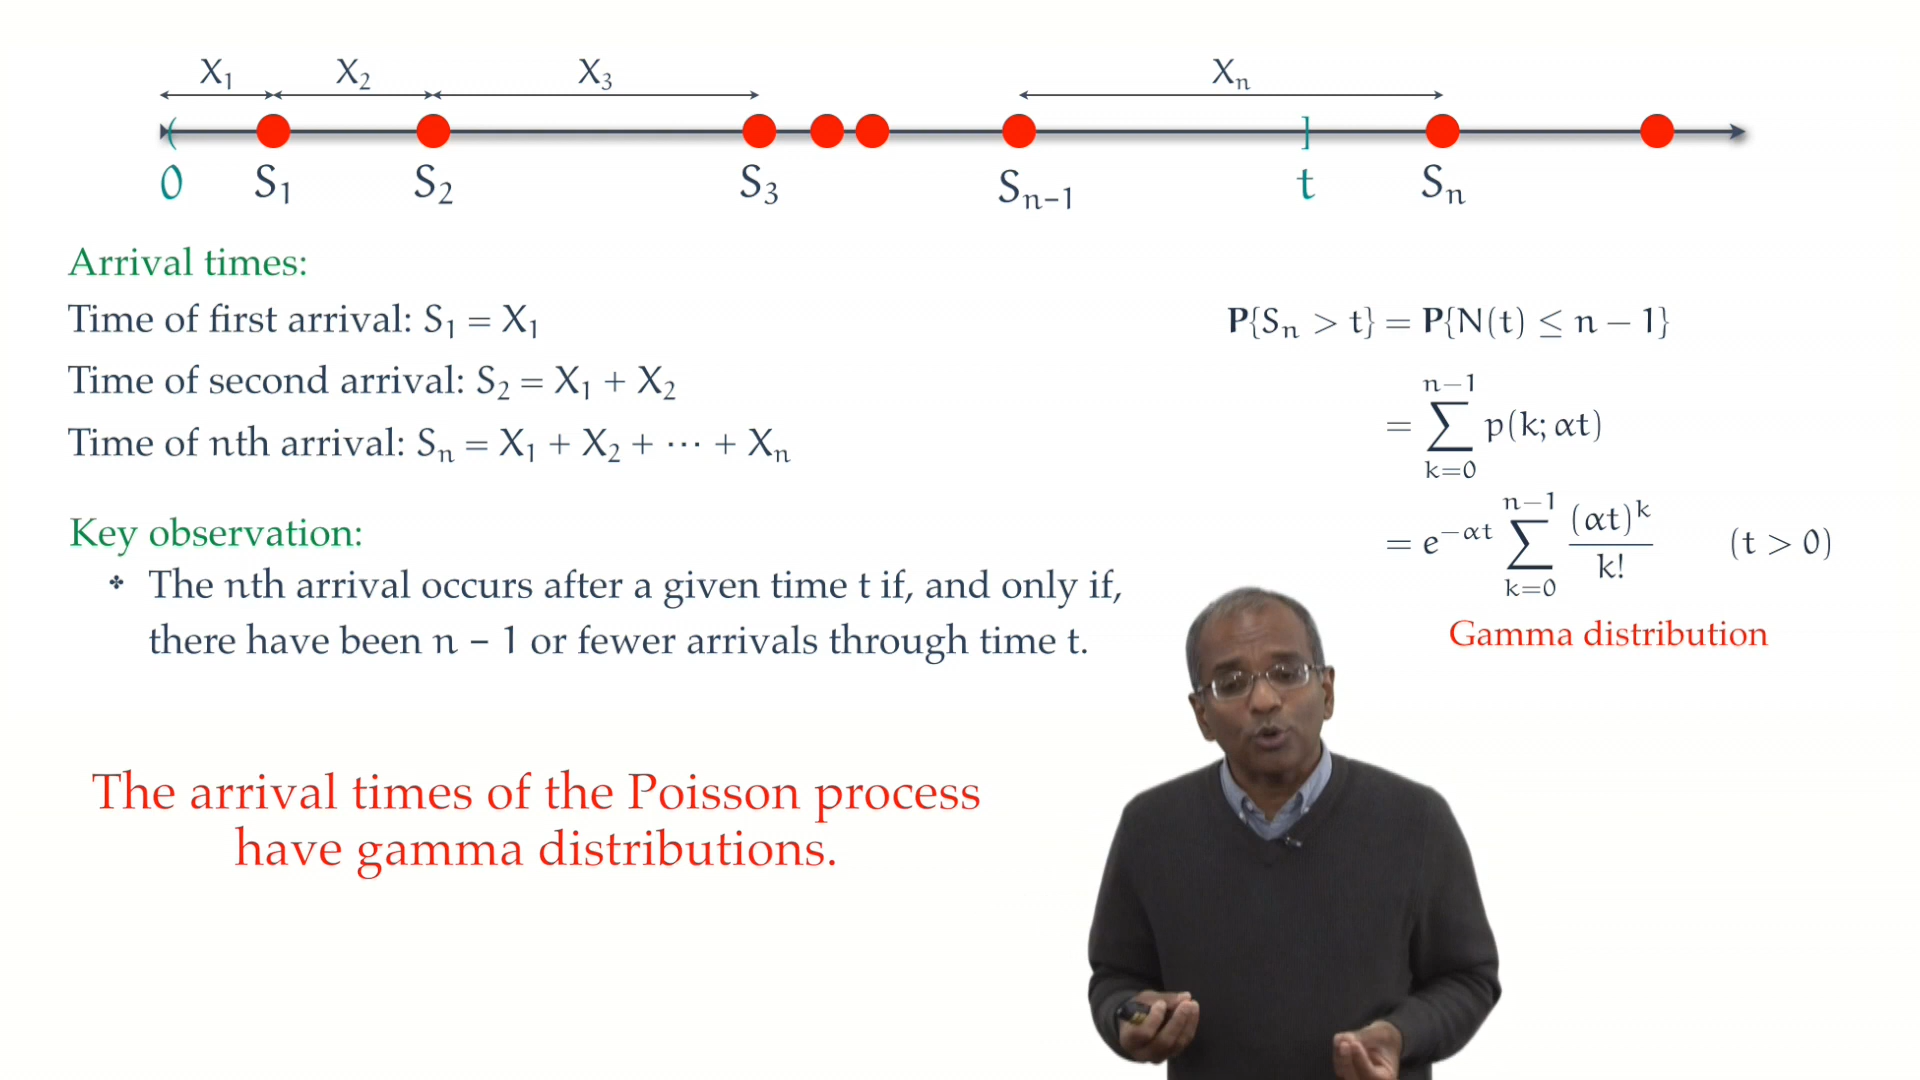 X₁ X₂ X₃ Xₙ
( ]
0 S₁ S₂ S₃ Sₙ₋₁ t Sₙ
Arrival times:
Time of first arrival: S₁ = X₁
Time of second arrival: S₂ = X₁ + X₂
Time of nth arrival: Sₙ = X₁ + X₂ + ⋯ + Xₙ
Key observation:
❖ The nth arrival occurs after a given time t if, and only if,
there have been n − 1 or fewer arrivals through time t.
The arrival times of the Poisson process
have gamma distributions.
P{Sₙ > t} = P{N(t) ≤ n − 1}
= ∑_{k=0}^{n−1} p(k; αt)
= e^{−αt} ∑_{k=0}^{n−1} (αt)^k / k! (t > 0)
Gamma distribution